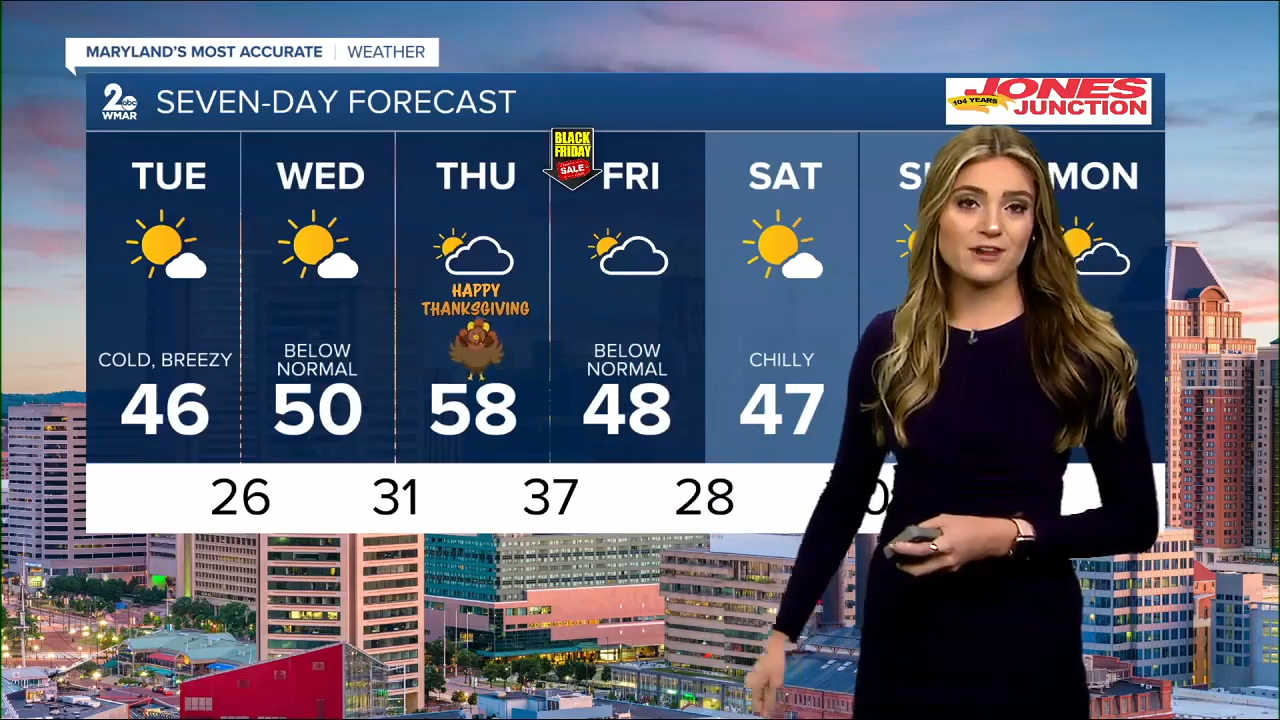 MARYLAND'S MOST ACCURATE | WEATHER
2 abc
WMAR
SEVEN-DAY FORECAST
JONES
104 YEARS
JUNCTION
BLACK
FRIDAY
SALE
TUE WED THU FRI SAT MON
HAPPY
THANKSGIVING
COLD, BREEZY
BELOW
NORMAL
BELOW
NORMAL
CHILLY
46 50 58 48 47
26 31 37 28